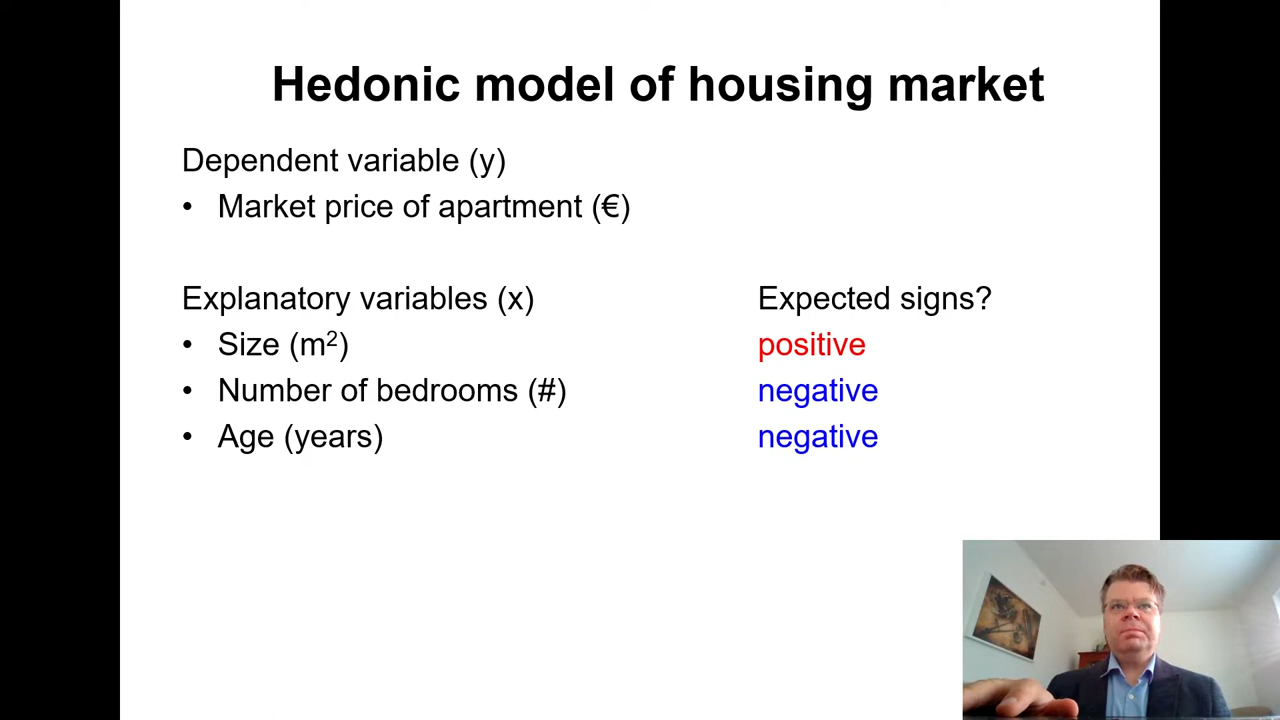 Hedonic model of housing market
Dependent variable (y)
• Market price of apartment (€)
Explanatory variables (x) Expected signs?
• Size (m²) positive
• Number of bedrooms (#) negative
• Age (years) negative